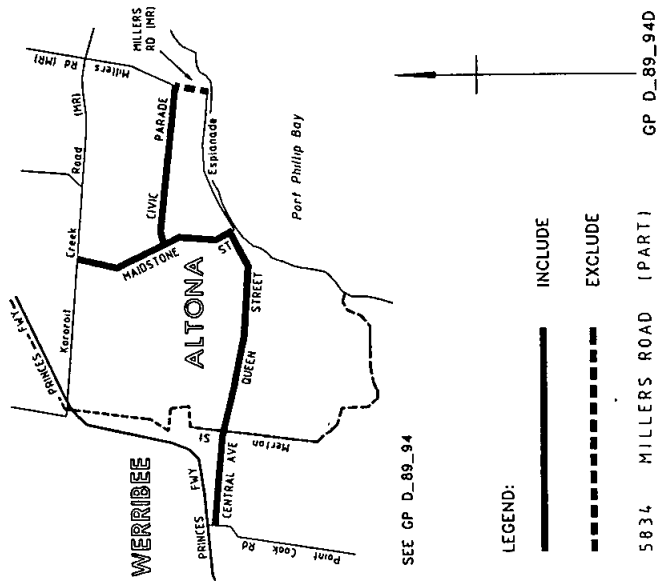 PRINCES FWY
Kororoit
Creek
Road
(MR)
Millers Rd (MR)
MILLERS
RD (MR)
WERRIBEE
ALTONA
MAIDSTONE
ST
CIVIC
PARADE
Esplanade
Port Phillip Bay
PRINCES
FWY
CENTRAL AVE
Merton
St
QUEEN
STREET
Point Cook
Rd
SEE GP D_89_94
LEGEND:
INCLUDE
EXCLUDE
5834 MILLERS ROAD (PART)
GP D_89_94D